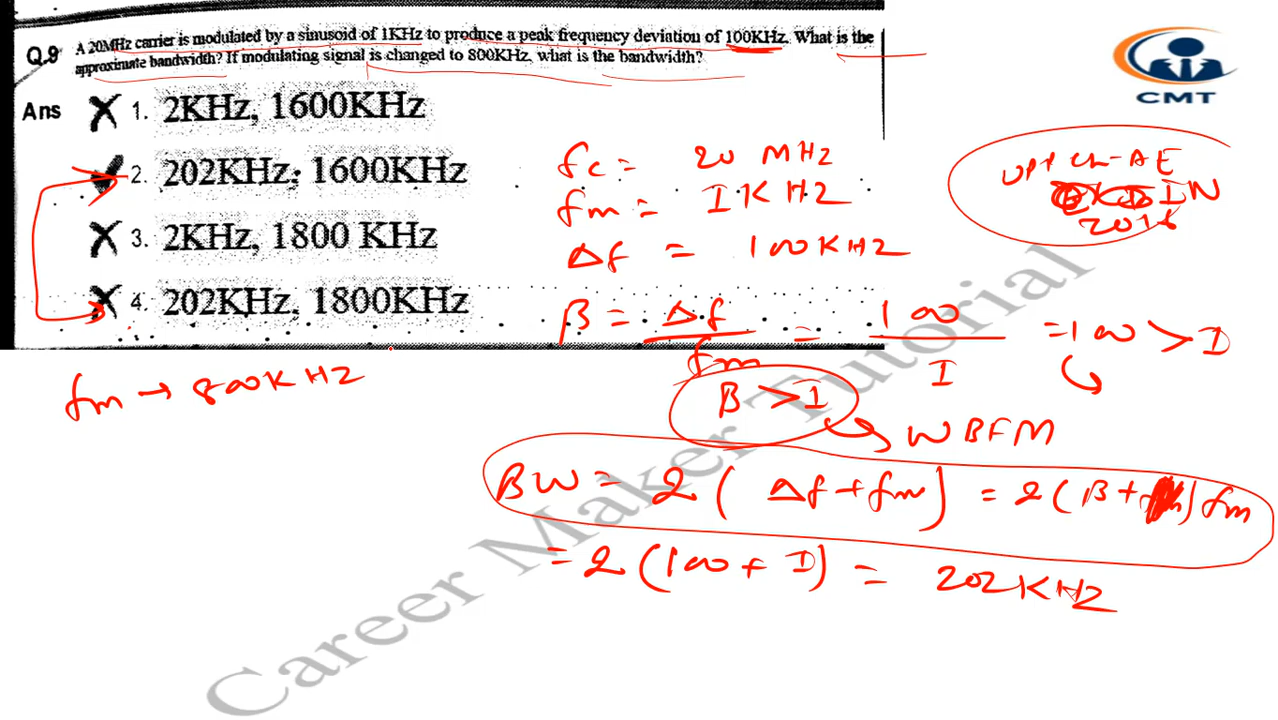 Q.9 A 20MHz carrier is modulated by a sinusoid of 1KHz to produce a peak frequency deviation of 100KHz. What is the
approximate bandwidth? If modulating signal is changed to 800KHz, what is the bandwidth?
Ans 1. 2KHz, 1600KHz
2. 202KHz, 1600KHz
3. 2KHz, 1800 KHz
4. 202KHz, 1800KHz
CMT
fc = 20 MHz
fm = 1KHz
Δf = 100KHz
2016
β = Δf / fm = 100 / 1 = 100 > 1
fm → 800KHz
β > 1
WBFM
BW = 2 ( Δf + fm ) = 2 ( β + ) fm
= 2 ( 100 + 1 ) = 202KHz
Career Maker Tutorial